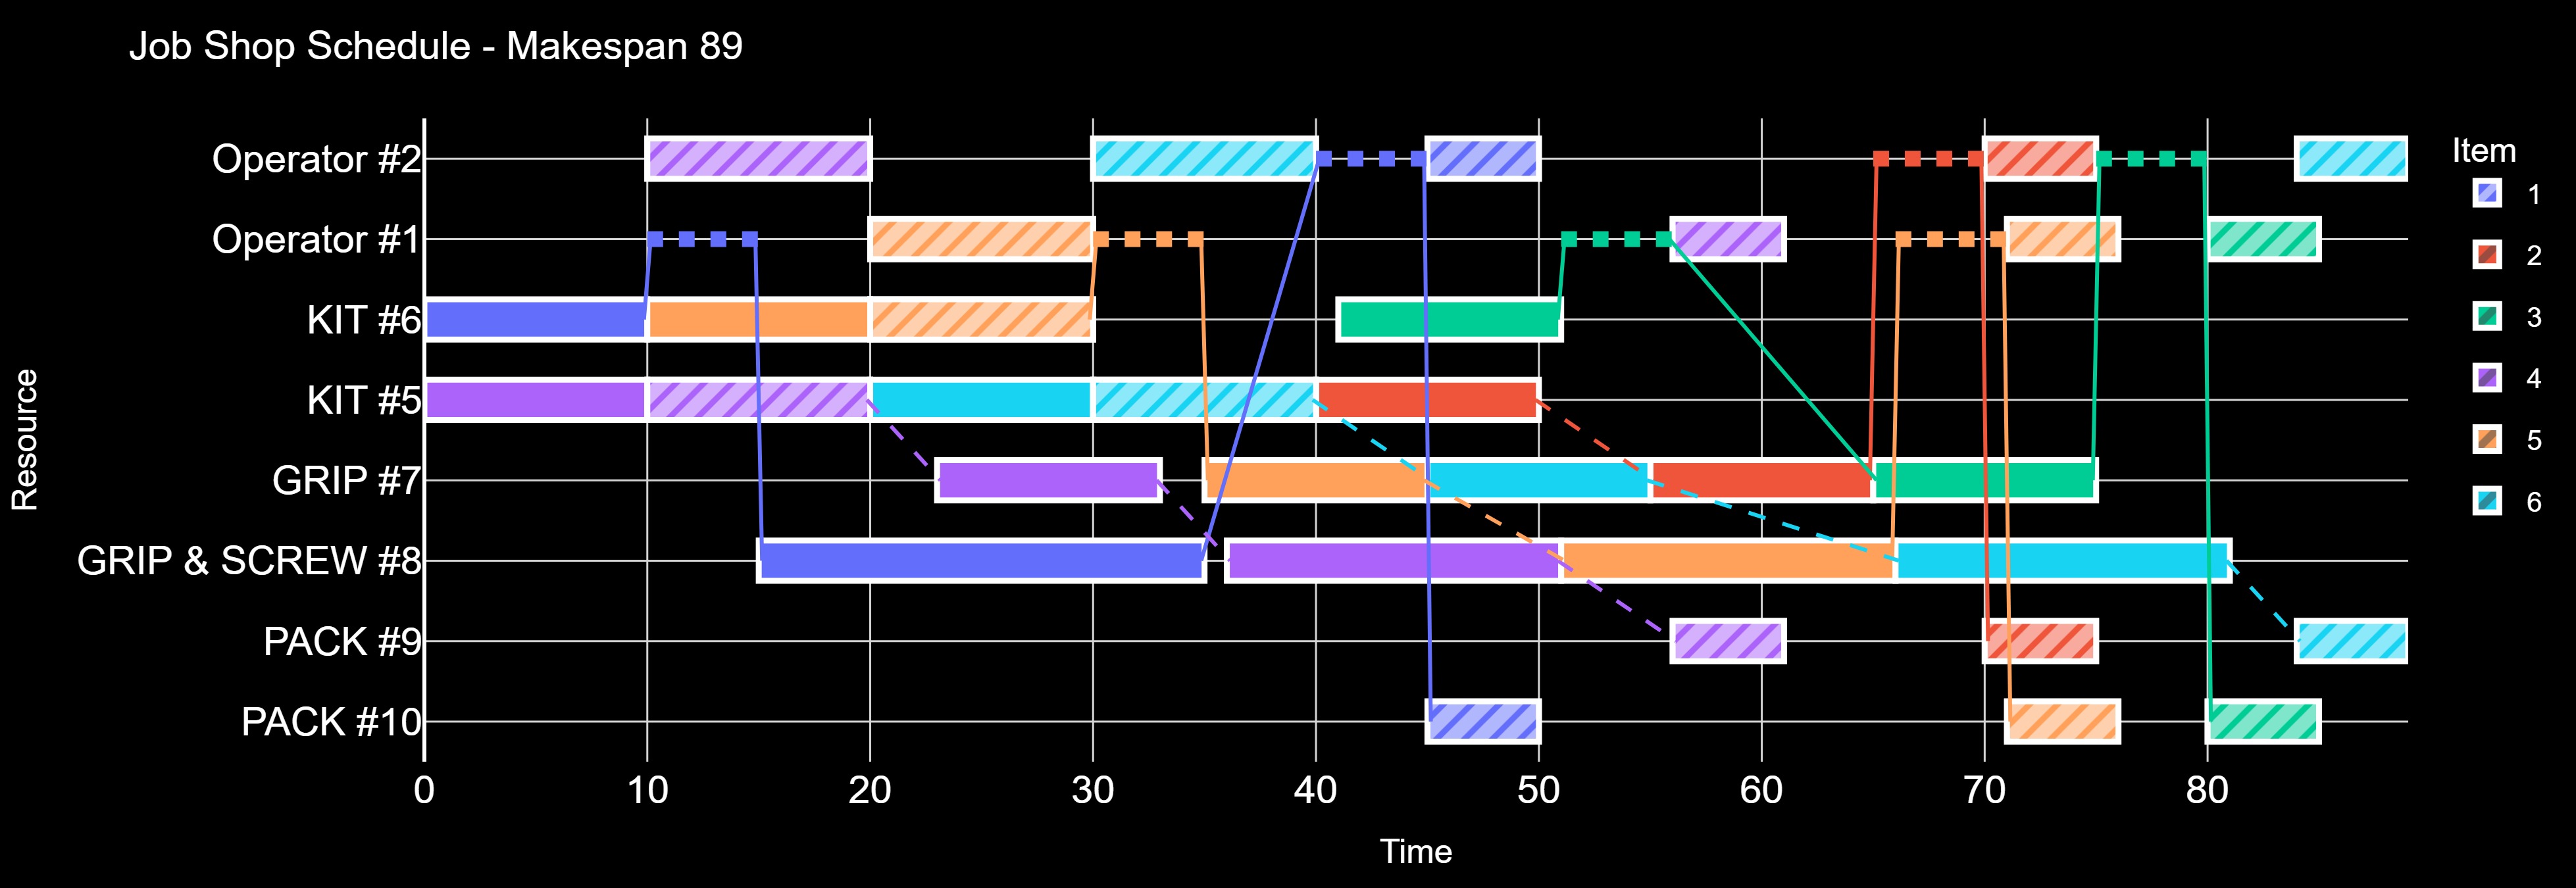 Job Shop Schedule - Makespan 89
Operator #2
Operator #1
KIT #6
KIT #5
GRIP #7
GRIP & SCREW #8
PACK #9
PACK #10
Resource
0 10 20 30 40 50 60 70 80
Time
Item
1
2
3
4
5
6